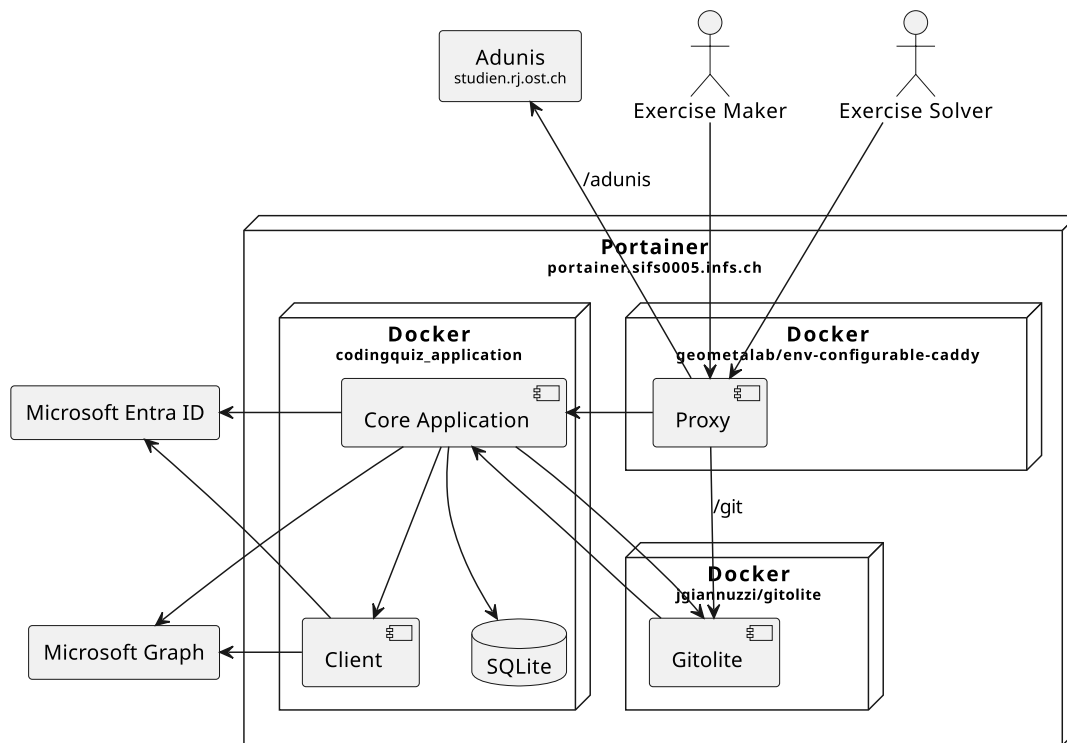 Adunis
studien.rj.ost.ch
Exercise Maker
Exercise Solver
/adunis
Portainer
portainer.sifs0005.infs.ch
Docker
codingquiz_application
Docker
geometalab/env-configurable-caddy
Microsoft Entra ID
Core Application
Proxy
/git
Docker
jgiannuzzi/gitolite
Microsoft Graph
Client
SQLite
Gitolite